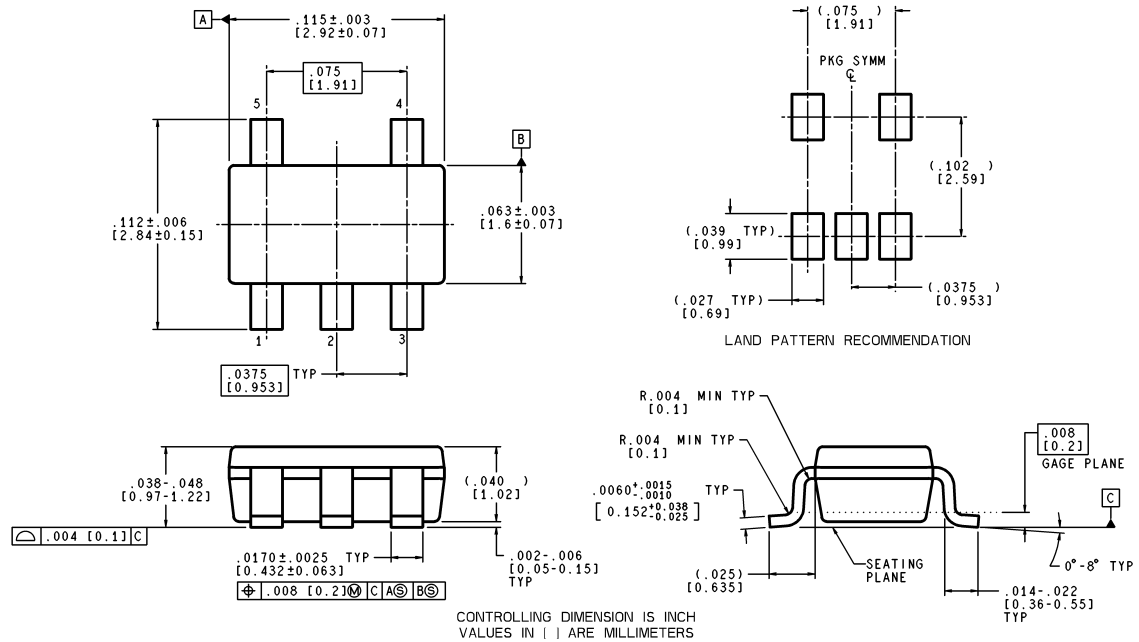 A
.115±.003
[2.92±0.07]
.075
[1.91]
5
4
B
.112±.006
[2.84±0.15]
.063±.003
[1.6±0.07]
1
2
3
.0375
[0.953]
TYP
(.075 )
[1.91]
PKG SYMM
℄
(.102 )
[2.59]
(.039 TYP)
[0.99]
(.027 TYP)
[0.69]
(.0375 )
[0.953]
LAND PATTERN RECOMMENDATION
.038-.048
[0.97-1.22]
(.040 )
[1.02]
⌓ .004 [0.1] C
.0170±.0025 TYP
[0.432±0.063]
⌖ .008 [0.2]Ⓜ C AⓈ BⓈ
.002-.006
[0.05-0.15]
TYP
R.004 MIN TYP
[0.1]
R.004 MIN TYP
[0.1]
.008
[0.2]
GAGE PLANE
.0060+.0015-.0010 TYP
[0.152+0.038-0.025]
C
SEATING
PLANE
0°-8° TYP
(.025)
[0.635]
.014-.022
[0.36-0.55]
TYP
CONTROLLING DIMENSION IS INCH
VALUES IN [ ] ARE MILLIMETERS